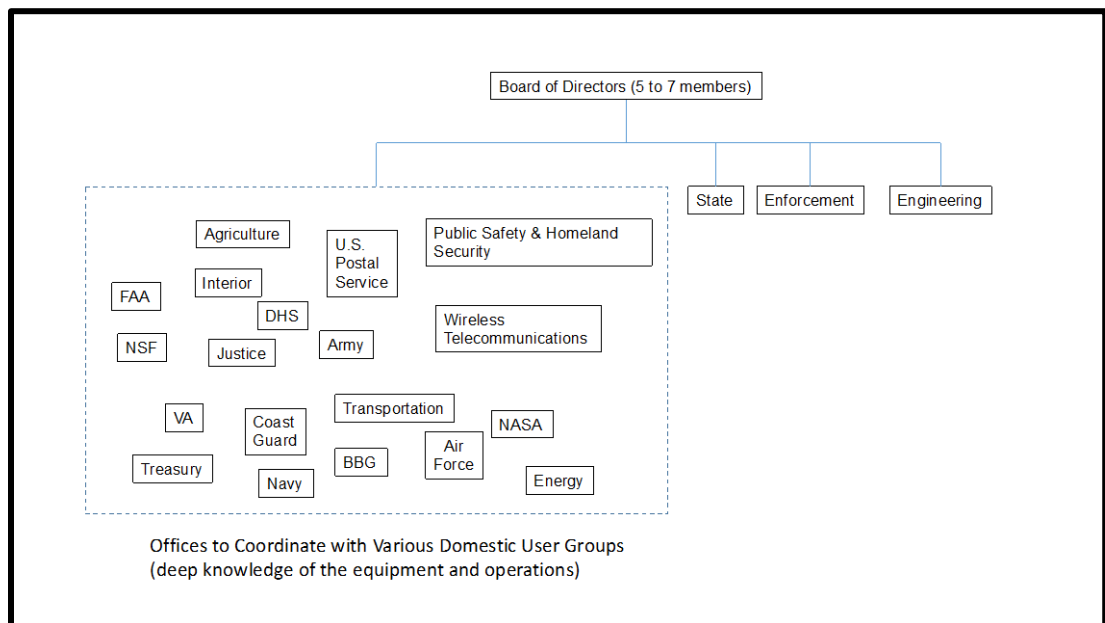 Board of Directors (5 to 7 members)
State
Enforcement
Engineering
Agriculture
U.S.
Postal
Service
Public Safety & Homeland
Security
Interior
FAA
DHS
Wireless
Telecommunications
NSF
Justice
Army
Transportation
VA
Coast
Guard
NASA
Air
Force
Treasury
BBG
Navy
Energy
Offices to Coordinate with Various Domestic User Groups
(deep knowledge of the equipment and operations)